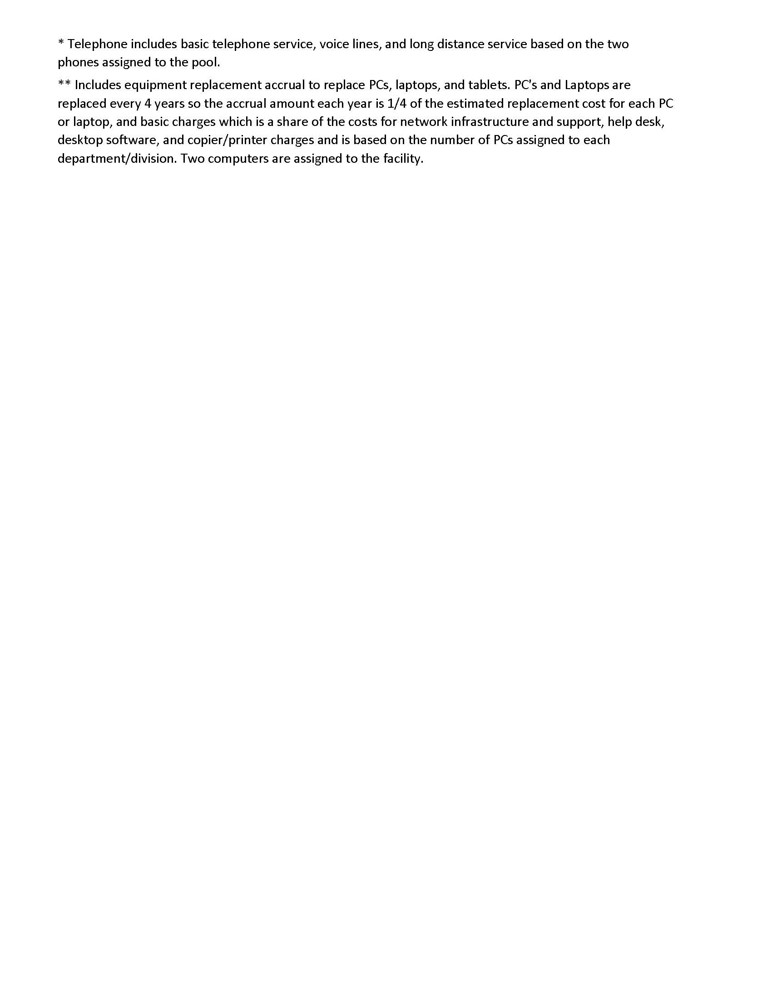 * Telephone includes basic telephone service, voice lines, and long distance service based on the two
phones assigned to the pool.
** Includes equipment replacement accrual to replace PCs, laptops, and tablets. PC's and Laptops are
replaced every 4 years so the accrual amount each year is 1/4 of the estimated replacement cost for each PC
or laptop, and basic charges which is a share of the costs for network infrastructure and support, help desk,
desktop software, and copier/printer charges and is based on the number of PCs assigned to each
department/division. Two computers are assigned to the facility.